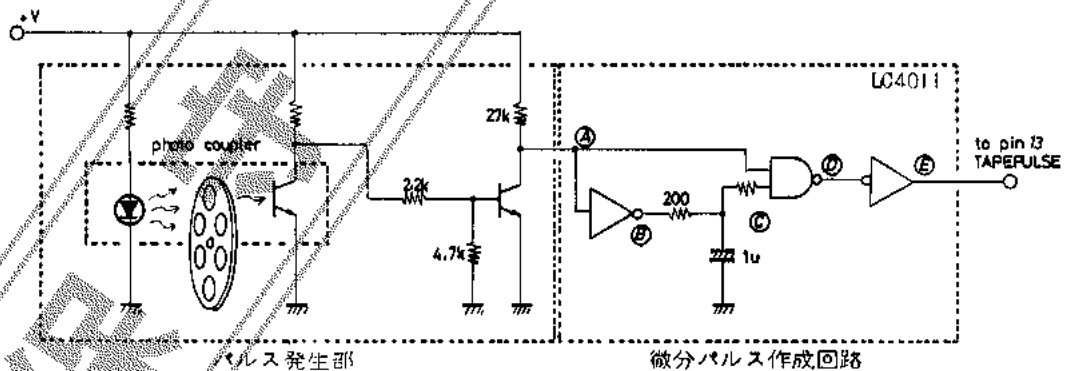 +V
LC4011
27k
A
photo coupler
to pin 13
TAPEPULSE
D
E
2.2k
200
C
B
4.7k
1u
パルス発生部
微分パルス作成回路